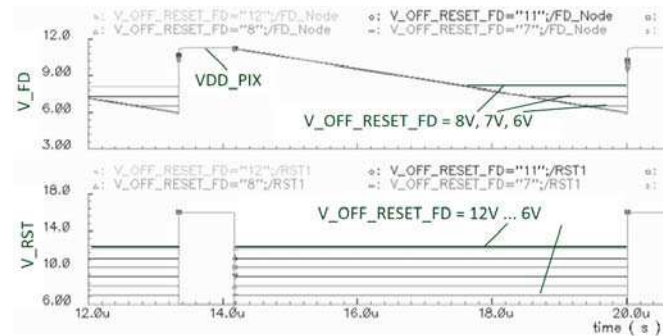 V_OFF_RESET_FD="12";/FD_Node
V_OFF_RESET_FD="11";/FD_Node
V_OFF_RESET_FD="8";/FD_Node
V_OFF_RESET_FD="7";/FD_Node
12.0
9.00
6.00
3.00
V_FD
VDD_PIX
V_OFF_RESET_FD = 8V, 7V, 6V
V_OFF_RESET_FD="12";/RST1
V_OFF_RESET_FD="11";/RST1
V_OFF_RESET_FD="8";/RST1
V_OFF_RESET_FD="7";/RST1
18.0
14.0
10.0
6.00
V_RST
V_OFF_RESET_FD = 12V ... 6V
12.0u
14.0u
16.0u
18.0u
20.0u
time ( s )